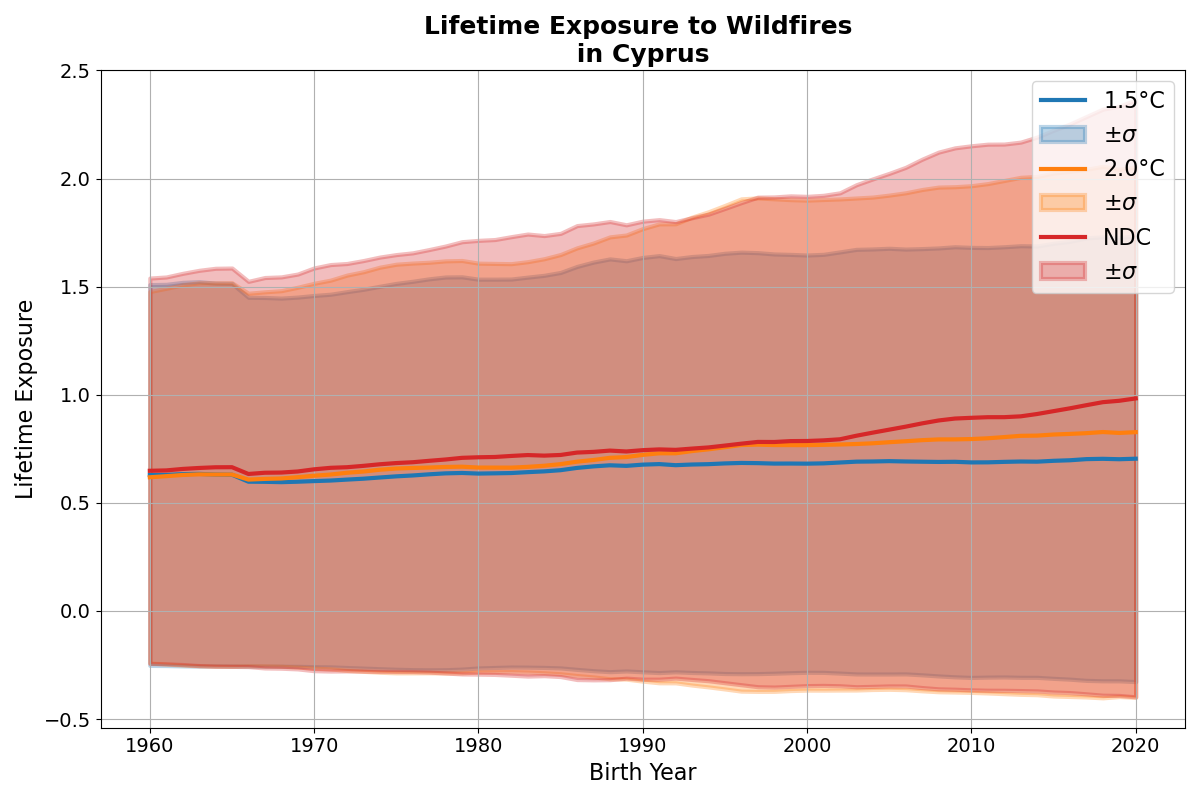 Lifetime Exposure to Wildfires
in Cyprus
2.5
2.0
1.5
1.0
0.5
0.0
−0.5
Lifetime Exposure
1960
1970
1980
1990
2000
2010
2020
Birth Year
1.5°C
±σ
2.0°C
±σ
NDC
±σ